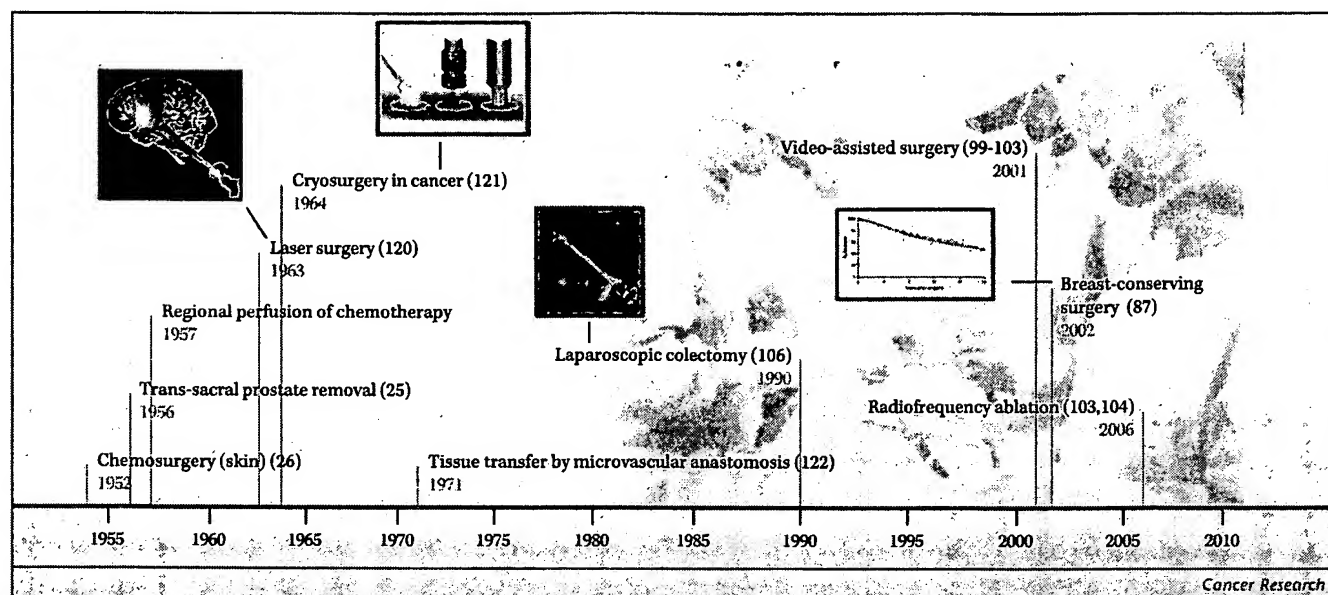 Cryosurgery in cancer (121)
1964
Laser surgery (120)
1963
Regional perfusion of chemotherapy
1957
Trans-sacral prostate removal (25)
1956
Chemosurgery (skin) (26)
1952
Tissue transfer by microvascular anastomosis (122)
1971
Laparoscopic colectomy (106)
1990
Video-assisted surgery (99-103)
2001
Breast-conserving
surgery (87)
2002
Radiofrequency ablation (103,104)
2006
1955 1960 1965 1970 1975 1980 1985 1990 1995 2000 2005 2010
Cancer Research